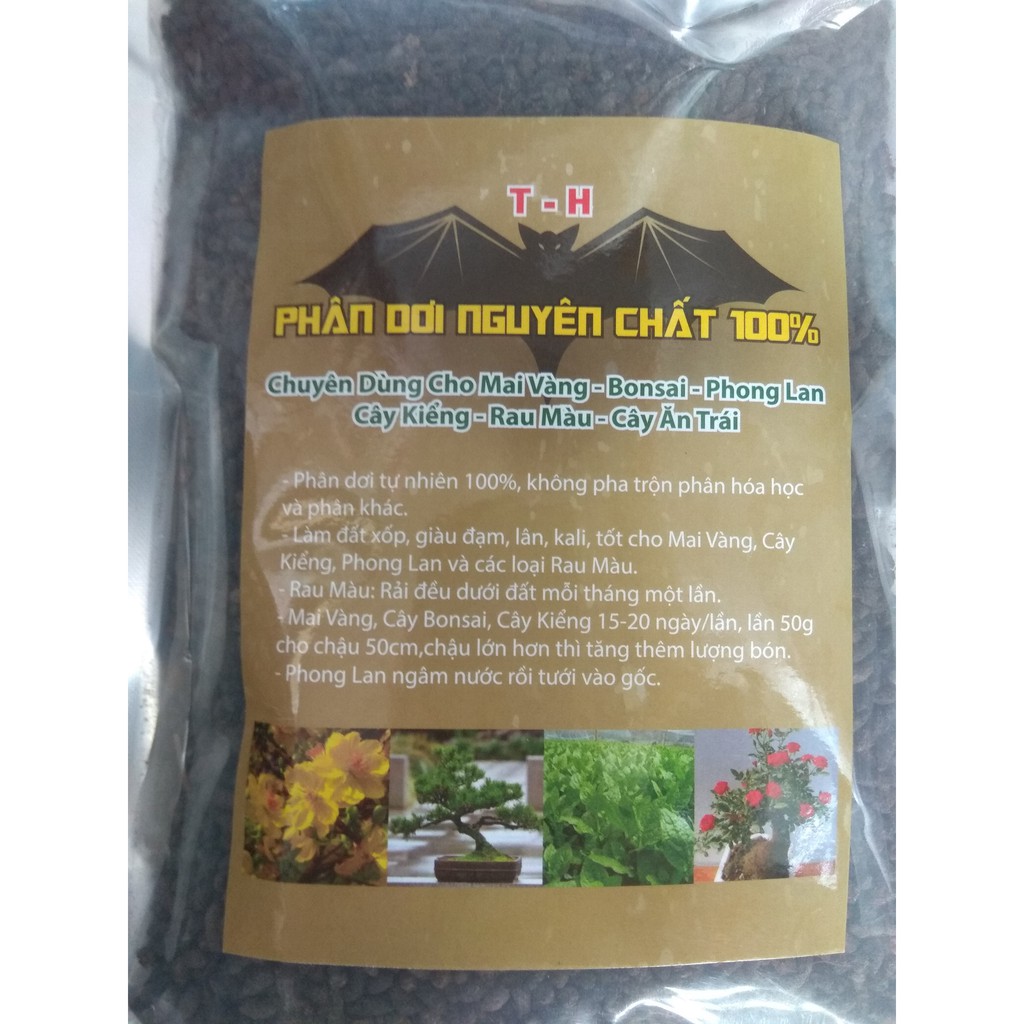 T - H
PHÂN DƠI NGUYÊN CHẤT 100%
Chuyên Dùng Cho Mai Vàng - Bonsai - Phong Lan
Cây Kiểng - Rau Màu - Cây Ăn Trái
- Phân dơi tự nhiên 100%, không pha trộn phân hóa học
và phân khác.
- Làm đất xốp, giàu đạm, lân, kali, tốt cho Mai Vàng, Cây
Kiểng, Phong Lan và các loại Rau Màu.
- Rau Màu: Rải đều dưới đất mỗi tháng một lần.
- Mai Vàng, Cây Bonsai, Cây Kiểng 15-20 ngày/lần, lần 50g
cho chậu 50cm,chậu lớn hơn thì tăng thêm lượng bón.
- Phong Lan ngâm nước rồi tưới vào gốc.